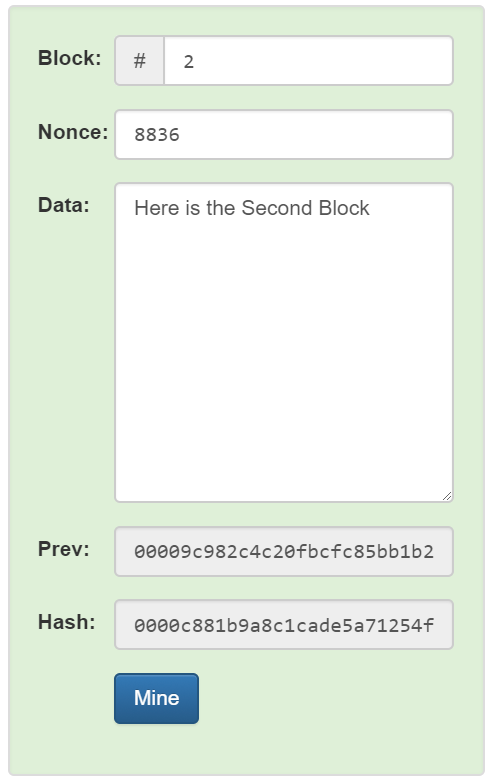 Block: # 2
Nonce: 8836
Data: Here is the Second Block
Prev: 00009c982c4c20fbcfc85bb1b2
Hash: 0000c881b9a8c1cade5a71254f
Mine